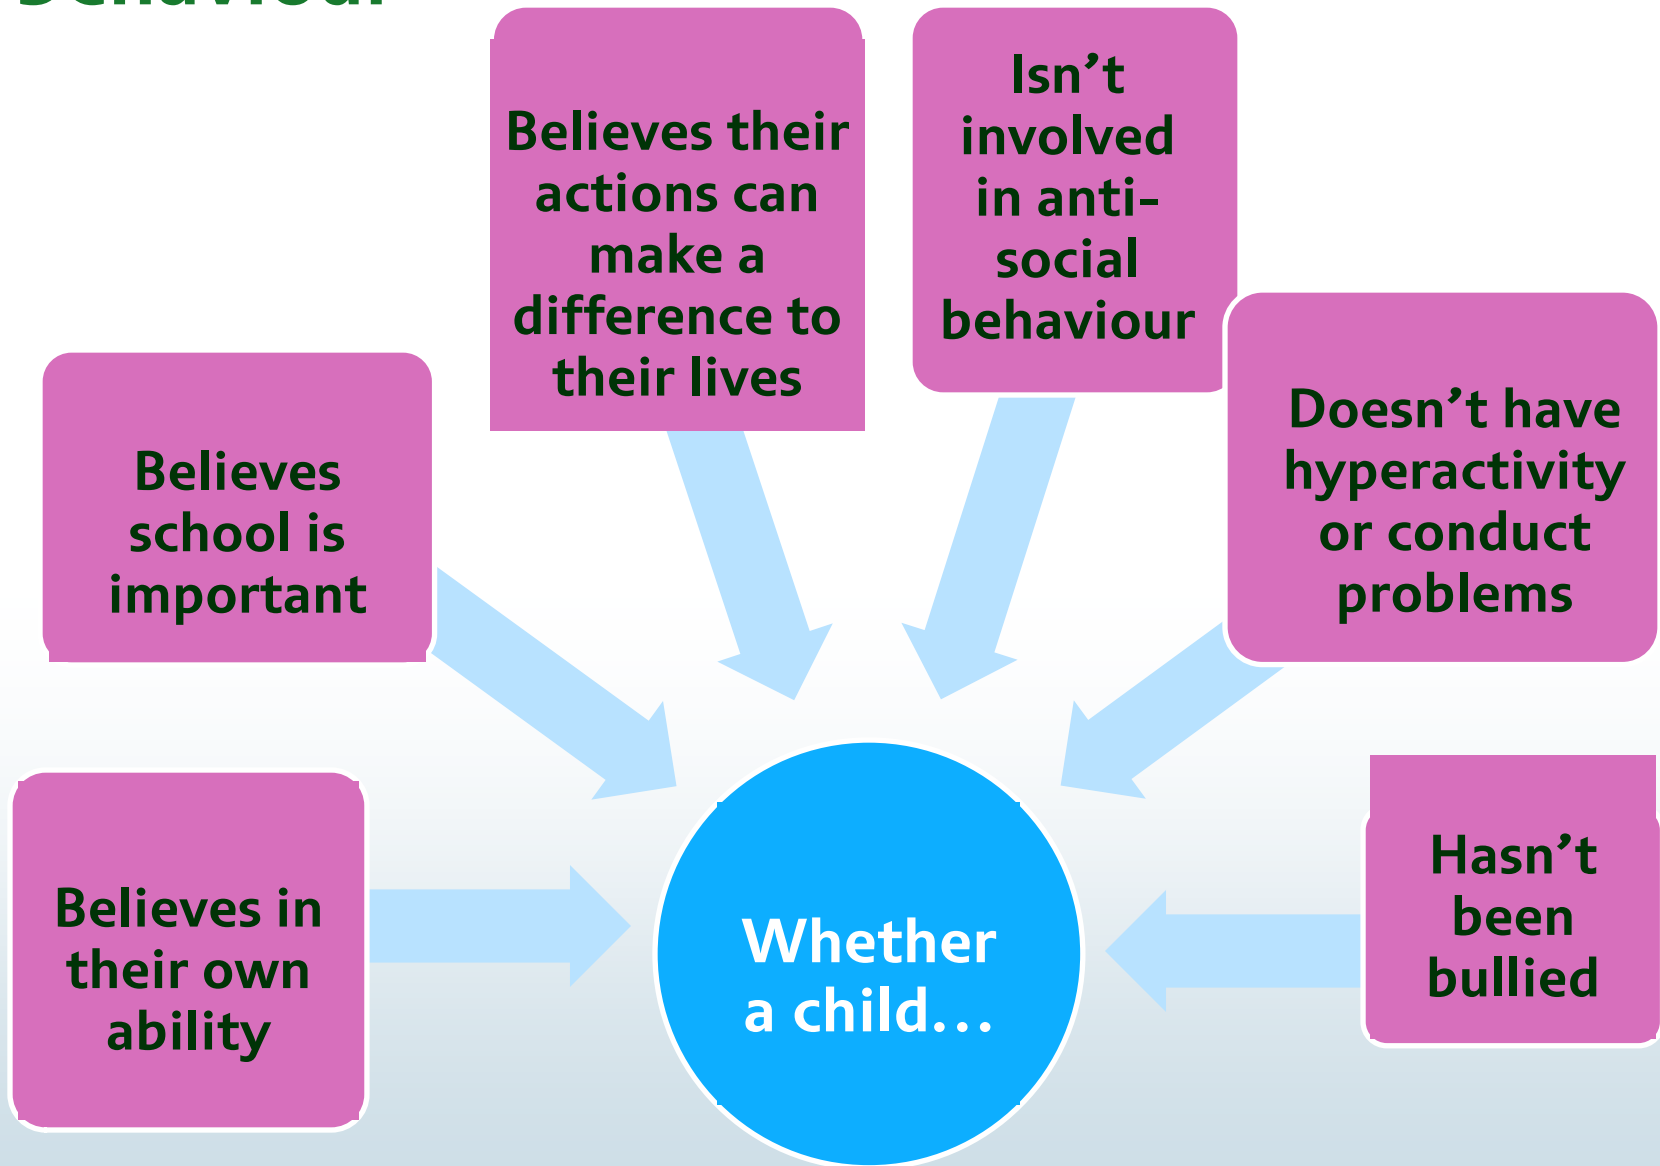 Believes their
actions can
make a
difference to
their lives
Isn’t
involved
in anti-
social
behaviour
Believes
school is
important
Doesn’t have
hyperactivity
or conduct
problems
Believes in
their own
ability
Whether
a child…
Hasn’t
been
bullied